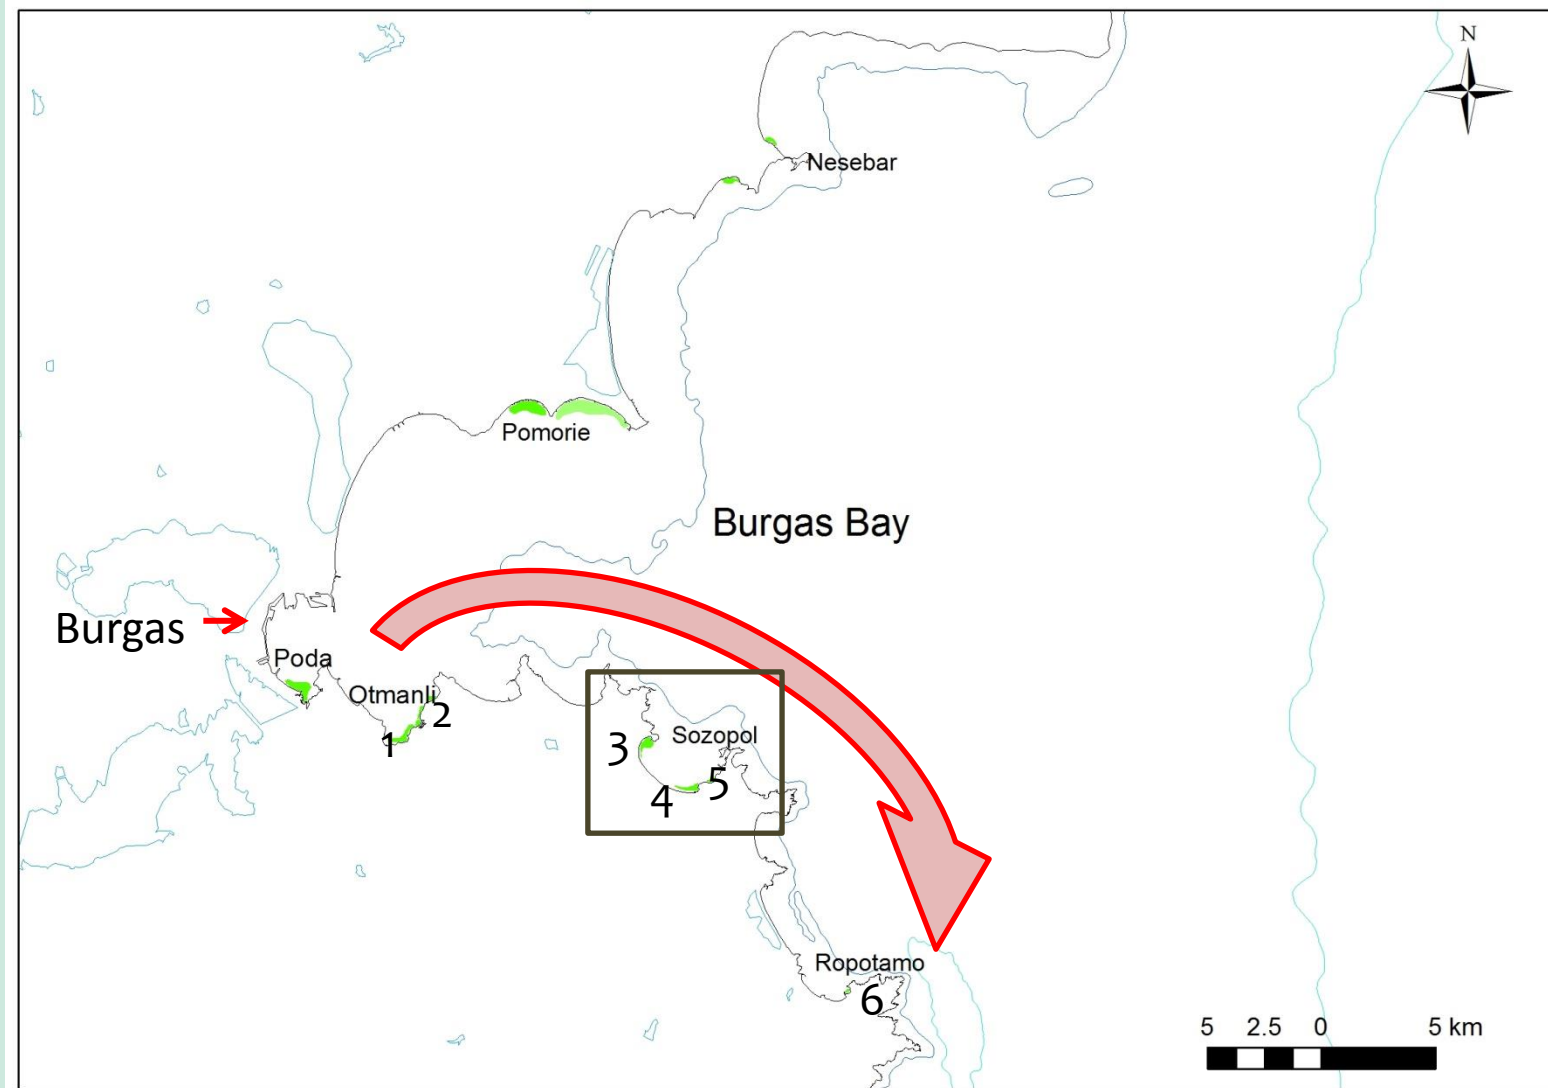 N
Nesebar
Pomorie
Burgas Bay
Burgas
Poda
Otmanli
2
1
Sozopol
3
5
4
Ropotamo
6
5 2.5 0 5 km